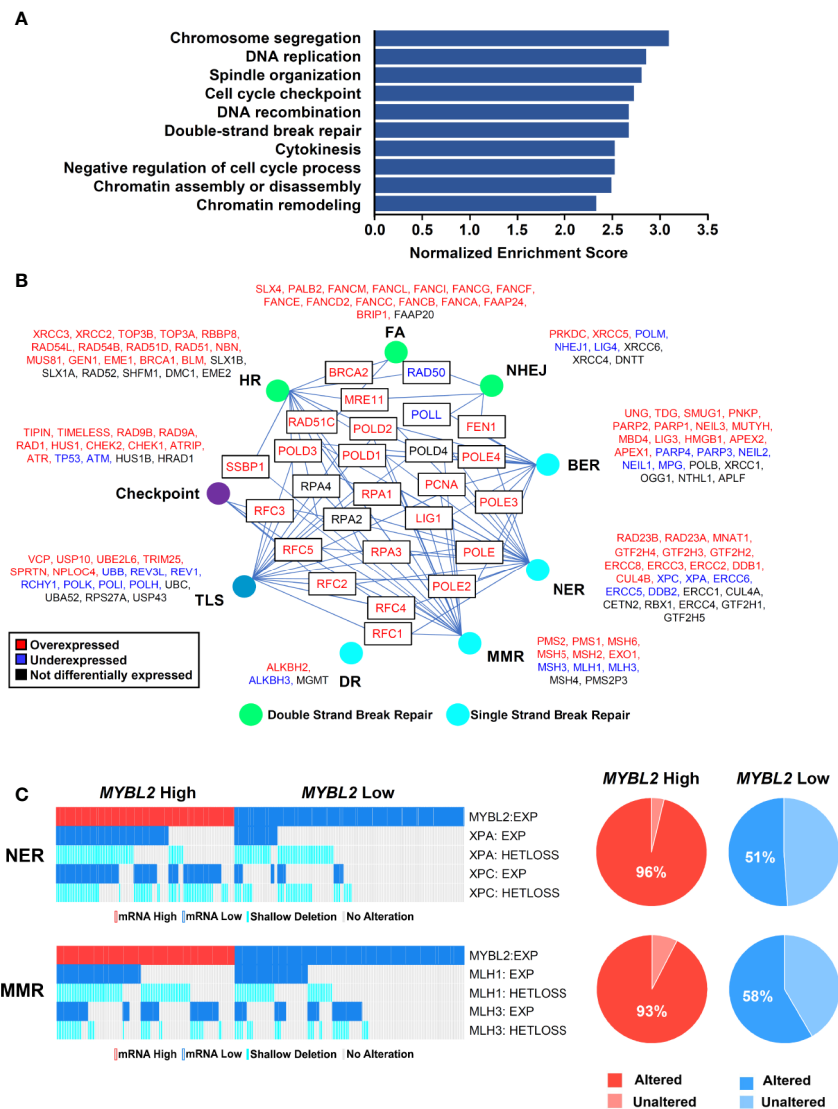 A
Chromosome segregation
DNA replication
Spindle organization
Cell cycle checkpoint
DNA recombination
Double-strand break repair
Cytokinesis
Negative regulation of cell cycle process
Chromatin assembly or disassembly
Chromatin remodeling
0.0 0.5 1.0 1.5 2.0 2.5 3.0 3.5
Normalized Enrichment Score
B
SLX4, PALB2, FANCM, FANCL, FANCI, FANCG, FANCF,
FANCE, FANCD2, FANCC, FANCB, FANCA, FAAP24,
BRIP1, FAAP20
FA
XRCC3, XRCC2, TOP3B, TOP3A, RBBP8,
RAD54L, RAD54B, RAD51D, RAD51, NBN,
MUS81, GEN1, EME1, BRCA1, BLM, SLX1B,
SLX1A, RAD52, SHFM1, DMC1, EME2
HR
PRKDC, XRCC5, POLM,
NHEJ1, LIG4, XRCC6,
XRCC4, DNTT
NHEJ
TIPIN, TIMELESS, RAD9B, RAD9A,
RAD1, HUS1, CHEK2, CHEK1, ATRIP,
ATR, TP53, ATM, HUS1B, HRAD1
Checkpoint
UNG, TDG, SMUG1, PNKP,
PARP2, PARP1, NEIL3, MUTYH,
MBD4, LIG3, HMGB1, APEX2,
APEX1, PARP4, PARP3, NEIL2,
NEIL1, MPG, POLB, XRCC1,
OGG1, NTHL1, APLF
BER
BRCA2
RAD50
MRE11
POLL
RAD51C
POLD2
FEN1
POLD3
POLD1
POLD4
POLE4
SSBP1
RPA4
RPA1
PCNA
POLE3
RFC3
RPA2
LIG1
RFC5
RPA3
POLE
RFC2
POLE2
RFC4
RFC1
VCP, USP10, UBE2L6, TRIM25,
SPRTN, NPLOC4, UBB, REV3L, REV1,
RCHY1, POLK, POLI, POLH, UBC,
UBA52, RPS27A, USP43
TLS
RAD23B, RAD23A, MNAT1,
GTF2H4, GTF2H3, GTF2H2,
ERCC8, ERCC3, ERCC2, DDB1,
CUL4B, XPC, XPA, ERCC6,
ERCC5, DDB2, ERCC1, CUL4A,
CETN2, RBX1, ERCC4, GTF2H1,
GTF2H5
NER
PMS2, PMS1, MSH6,
MSH5, MSH2, EXO1,
MSH3, MLH1, MLH3,
MSH4, PMS2P3
MMR
ALKBH2,
ALKBH3, MGMT
DR
Overexpressed
Underexpressed
Not differentially expressed
Double Strand Break Repair
Single Strand Break Repair
C
MYBL2 High
MYBL2 Low
MYBL2 High
MYBL2 Low
NER
MYBL2:EXP
XPA: EXP
XPA: HETLOSS
XPC: EXP
XPC: HETLOSS
mRNA High mRNA Low Shallow Deletion No Alteration
96%
51%
MMR
MYBL2:EXP
MLH1: EXP
MLH1: HETLOSS
MLH3: EXP
MLH3: HETLOSS
mRNA High mRNA Low Shallow Deletion No Alteration
93%
58%
Altered
Unaltered
Altered
Unaltered